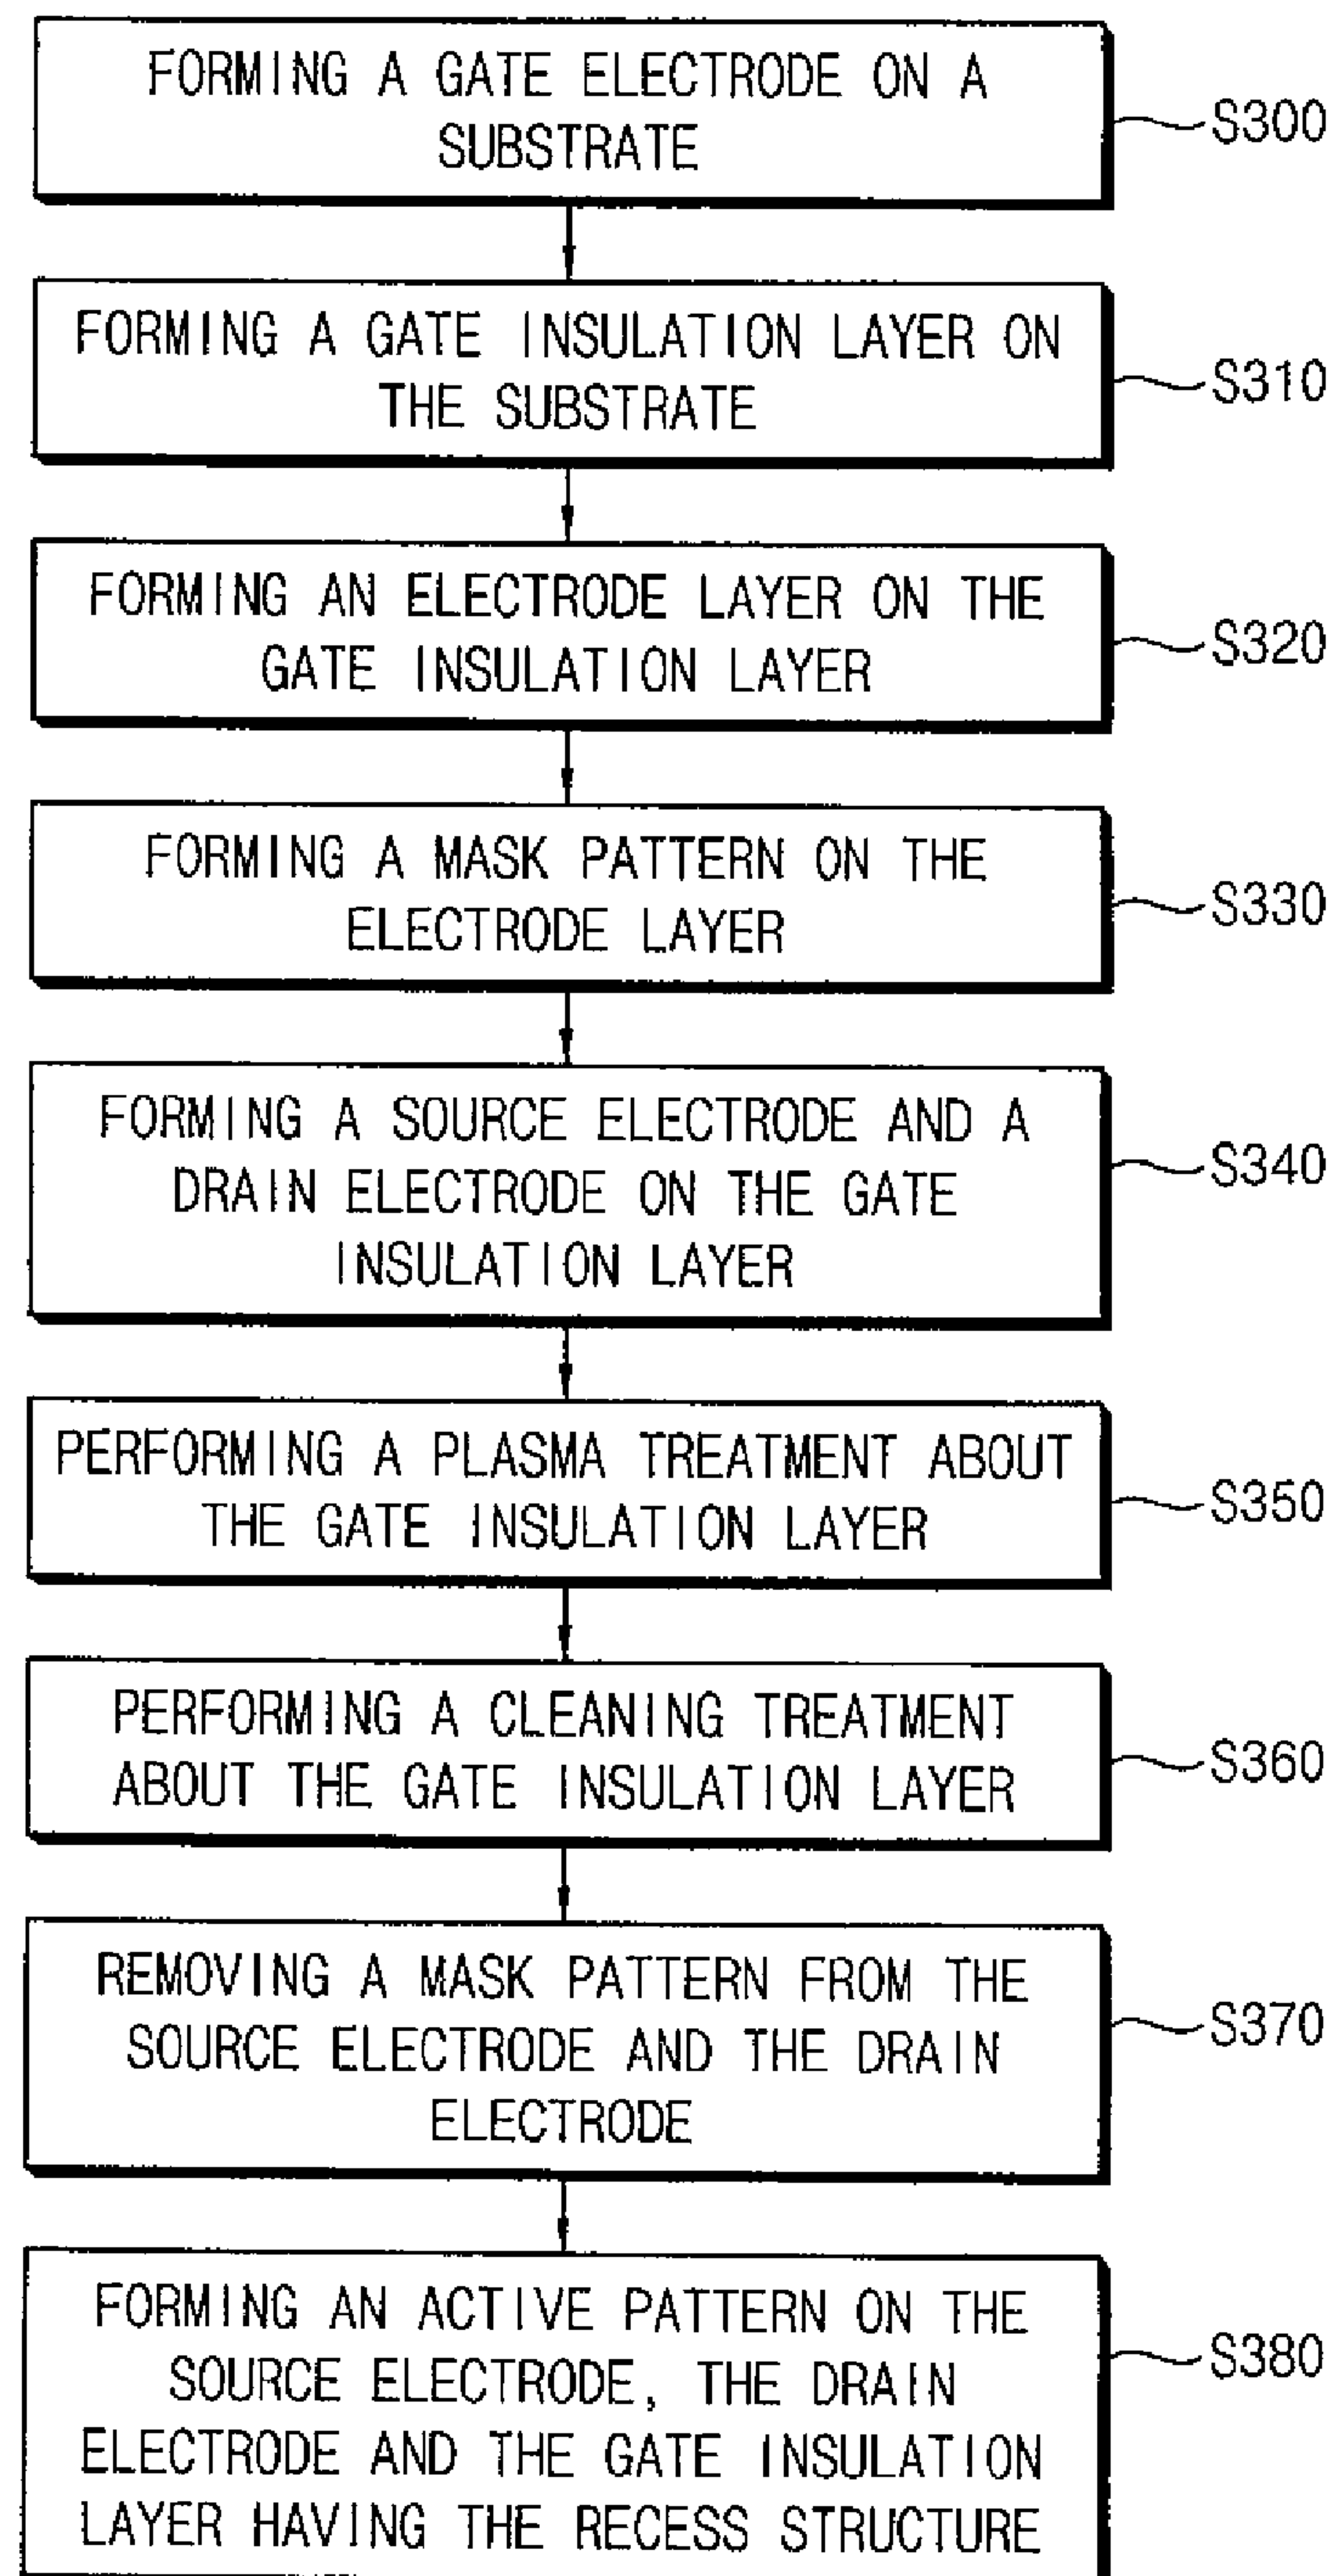 FORMING A GATE ELECTRODE ON A
SUBSTRATE
S300
FORMING A GATE INSULATION LAYER ON
THE SUBSTRATE
S310
FORMING AN ELECTRODE LAYER ON THE
GATE INSULATION LAYER
S320
FORMING A MASK PATTERN ON THE
ELECTRODE LAYER
S330
FORMING A SOURCE ELECTRODE AND A
DRAIN ELECTRODE ON THE GATE
INSULATION LAYER
S340
PERFORMING A PLASMA TREATMENT ABOUT
THE GATE INSULATION LAYER
S350
PERFORMING A CLEANING TREATMENT
ABOUT THE GATE INSULATION LAYER
S360
REMOVING A MASK PATTERN FROM THE
SOURCE ELECTRODE AND THE DRAIN
ELECTRODE
S370
FORMING AN ACTIVE PATTERN ON THE
SOURCE ELECTRODE, THE DRAIN
ELECTRODE AND THE GATE INSULATION
LAYER HAVING THE RECESS STRUCTURE
S380